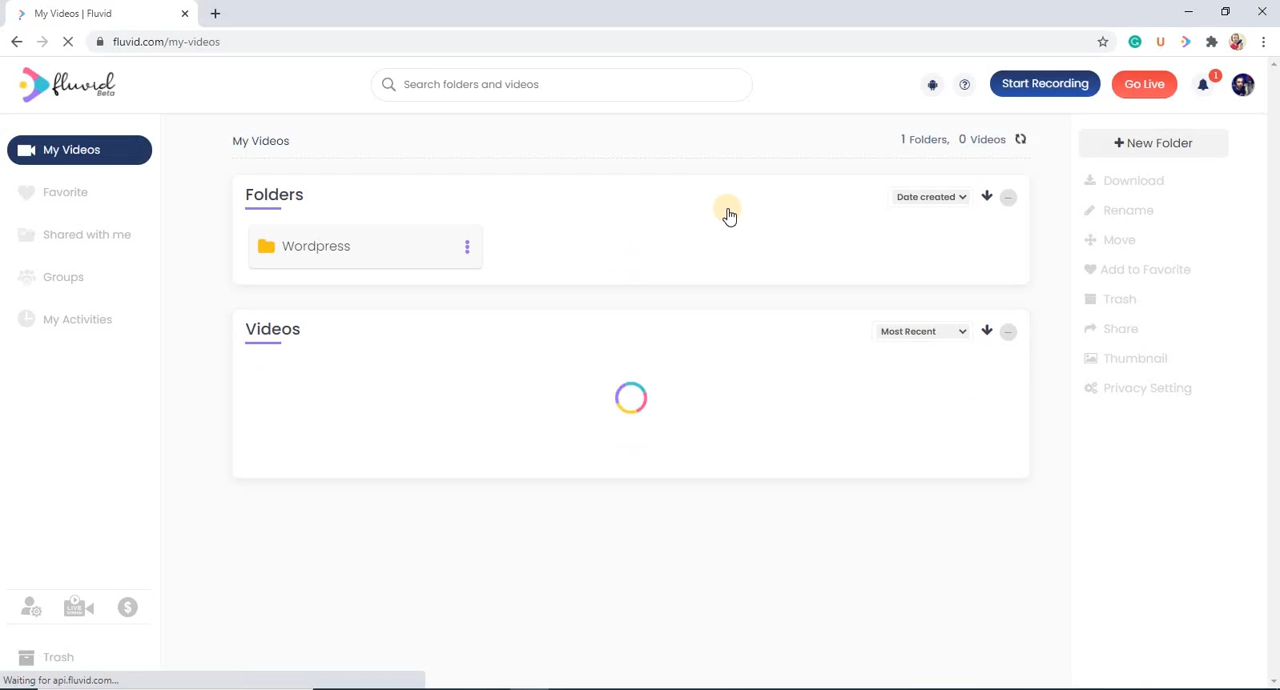 My Videos | Fluvid
fluvid.com/my-videos
fluvid
Beta
Search folders and videos
Start Recording
Go Live
1
My Videos
Favorite
Shared with me
Groups
My Activities
LIVE
Trash
My Videos
1 Folders, 0 Videos
Folders
Date created
Wordpress
Videos
Most Recent
New Folder
Download
Rename
Move
Add to Favorite
Trash
Share
Thumbnail
Privacy Setting
Waiting for api.fluvid.com...